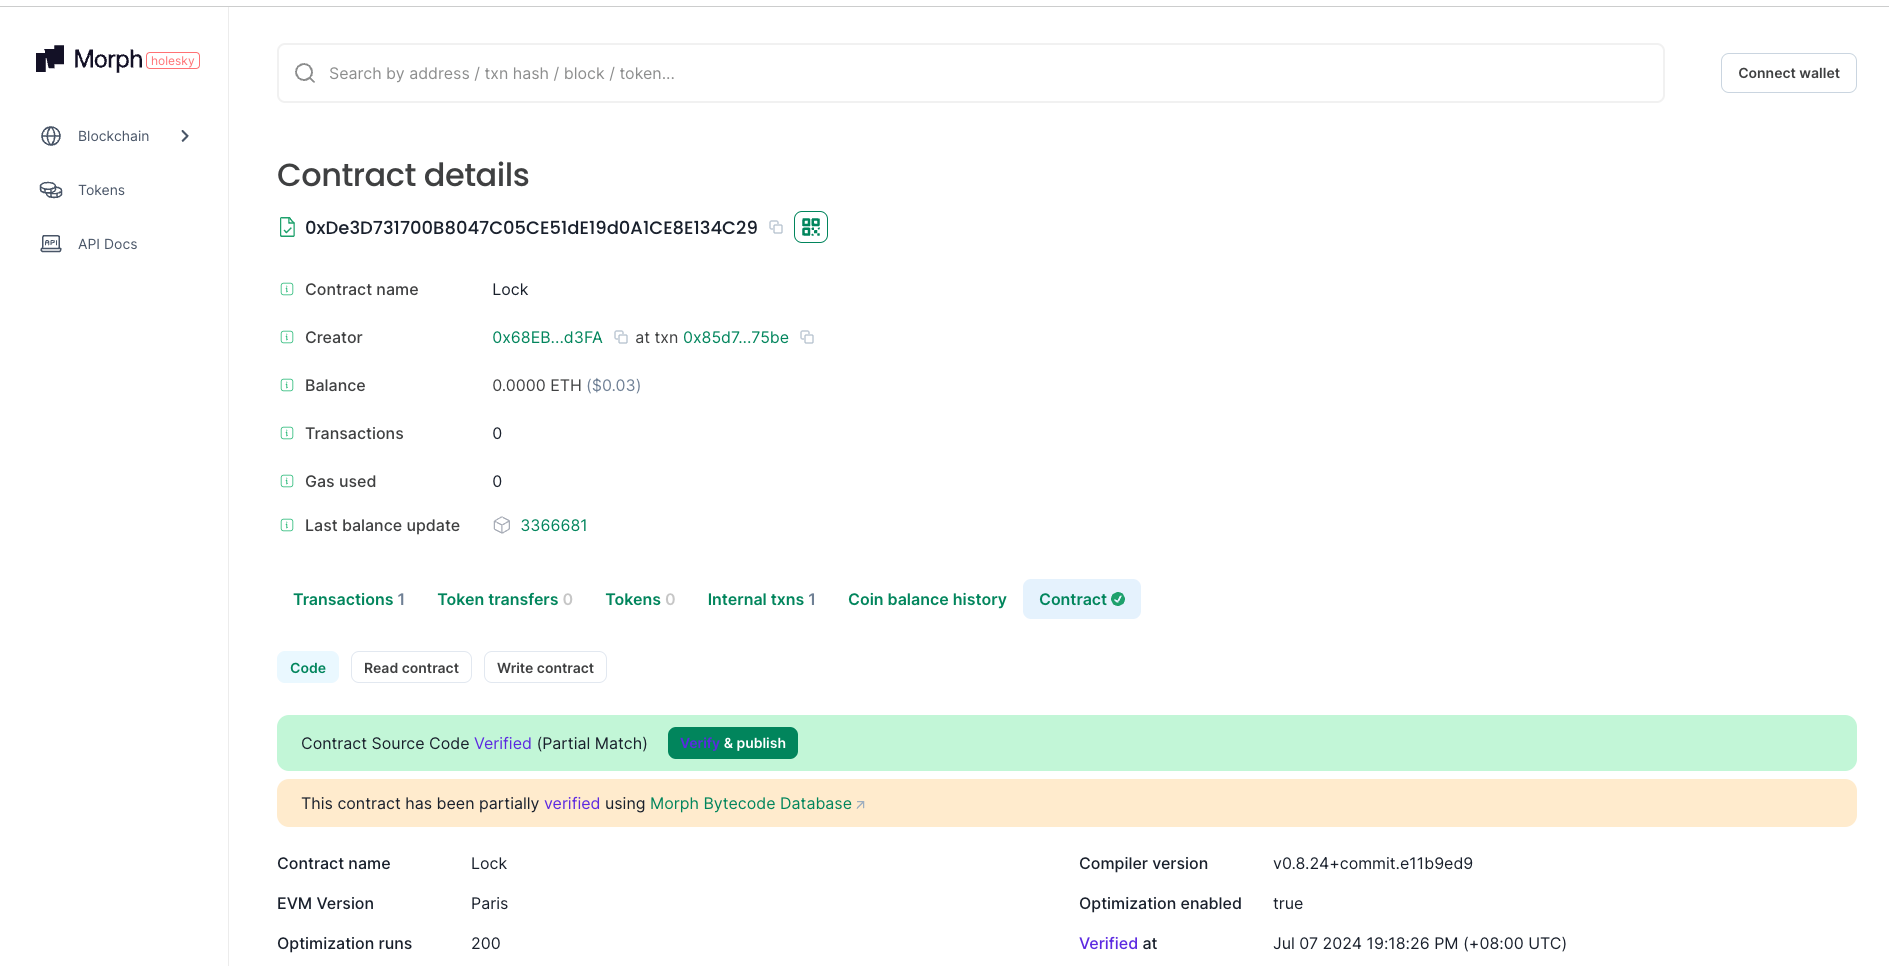 Morph holesky
Search by address / txn hash / block / token...
Connect wallet
Blockchain
Tokens
API Docs
Contract details
0xDe3D731700B8047C05CE51dE19d0A1CE8E134C29
Contract name Lock
Creator 0x68EB...d3FA at txn 0x85d7...75be
Balance 0.0000 ETH ($0.03)
Transactions 0
Gas used 0
Last balance update 3366681
Transactions 1 Token transfers 0 Tokens 0 Internal txns 1 Coin balance history Contract
Code Read contract Write contract
Contract Source Code Verified (Partial Match) Verify & publish
This contract has been partially verified using Morph Bytecode Database
Contract name Lock Compiler version v0.8.24+commit.e11b9ed9
EVM Version Paris Optimization enabled true
Optimization runs 200 Verified at Jul 07 2024 19:18:26 PM (+08:00 UTC)